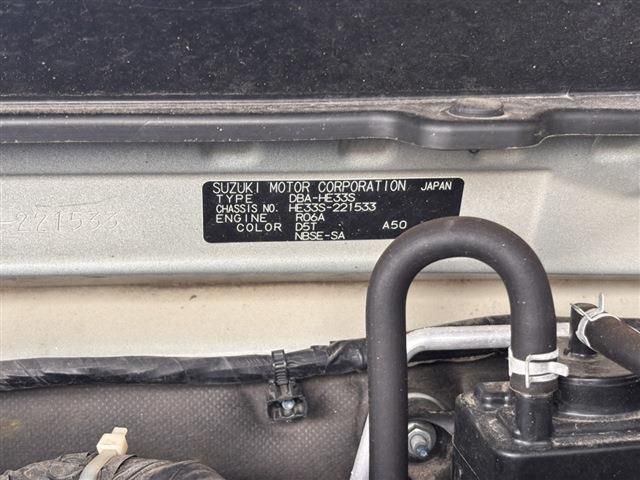 SUZUKI MOTOR CORPORATION JAPAN
TYPE DBA-HE33S
CHASSIS NO. HE33S-221533
ENGINE R06A
COLOR D5T A50
NBSE-SA
-221533